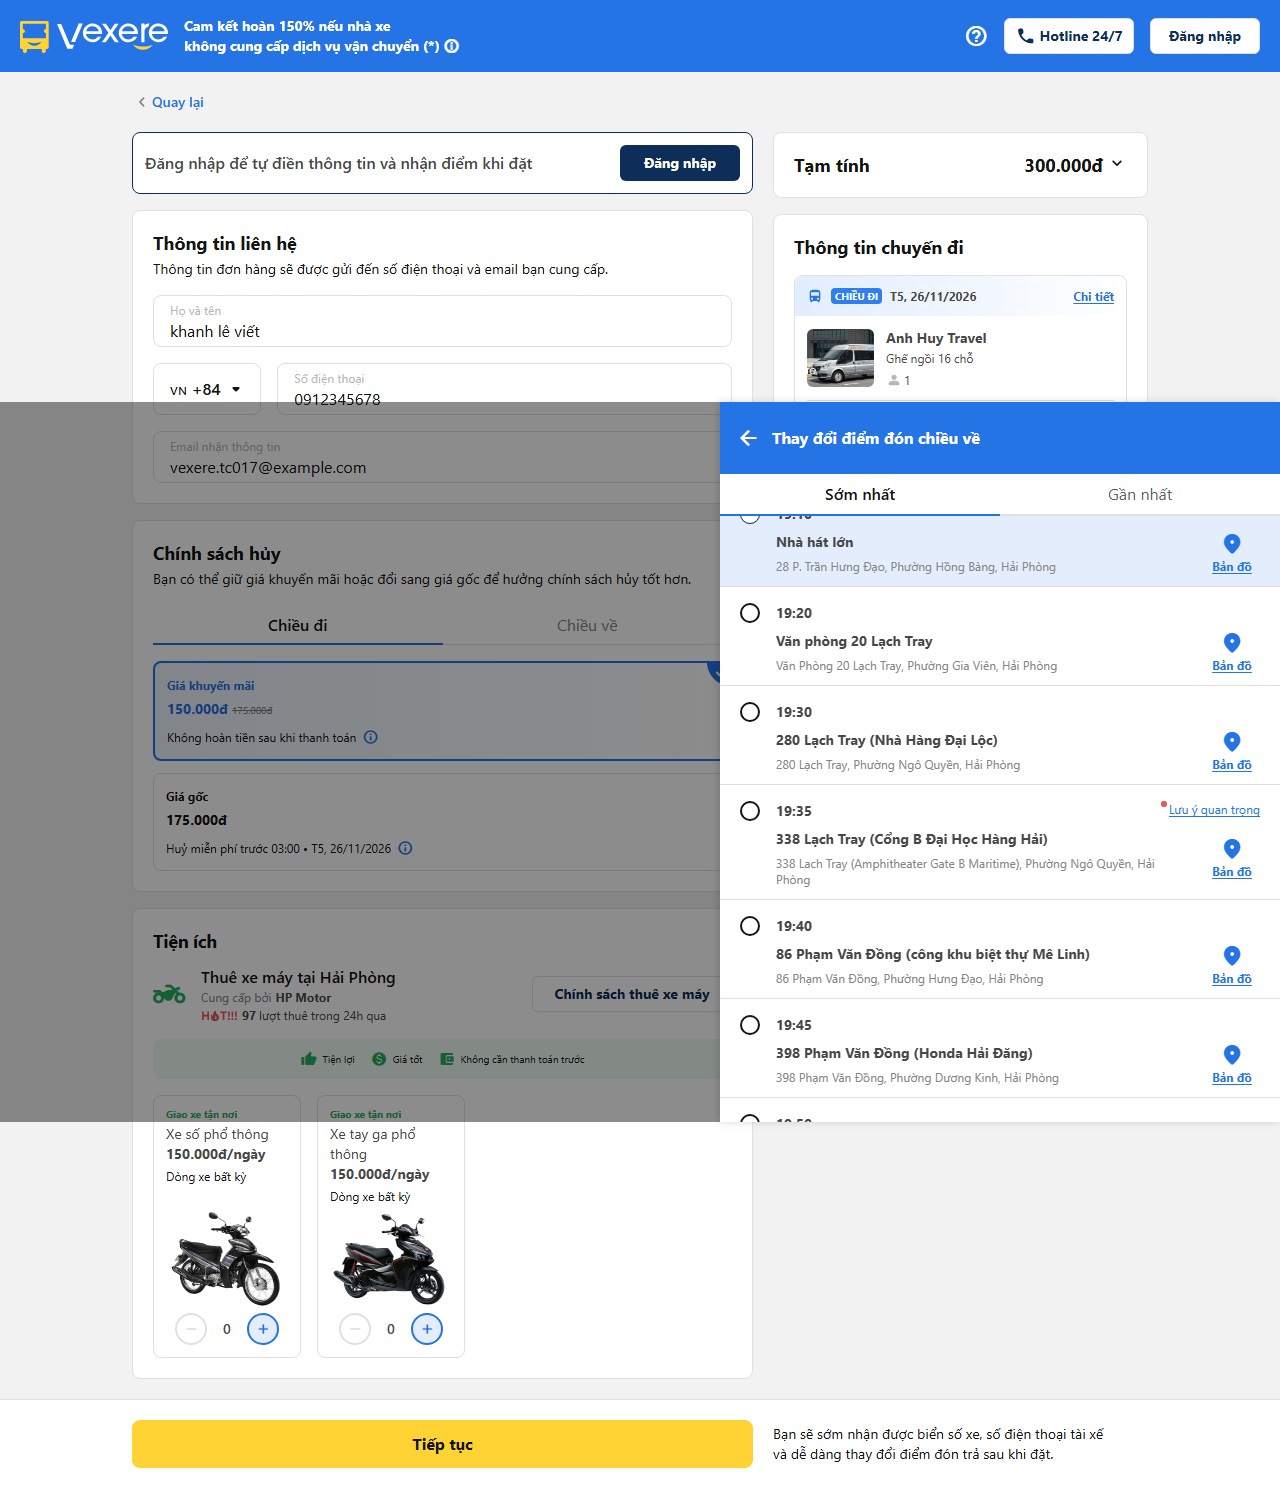 vexere
Cam kết hoàn 150% nếu nhà xe
không cung cấp dịch vụ vận chuyển (*)
Hotline 24/7
Đăng nhập
Quay lại
Đăng nhập để tự điền thông tin và nhận điểm khi đặt
Đăng nhập
Tạm tính
300.000đ
Thông tin liên hệ
Thông tin đơn hàng sẽ được gửi đến số điện thoại và email bạn cung cấp.
Họ và tên
khanh lê viết
VN +84
Số điện thoại
0912345678
Email nhận thông tin
vexere.tc017@example.com
Thông tin chuyến đi
CHIỀU ĐI
T5, 26/11/2026
Chi tiết
Anh Huy Travel
Ghế ngồi 16 chỗ
1
Chính sách hủy
Bạn có thể giữ giá khuyến mãi hoặc đổi sang giá gốc để hưởng chính sách hủy tốt hơn.
Chiều đi
Chiều về
Giá khuyến mãi
150.000đ 175.000đ
Không hoàn tiền sau khi thanh toán
Giá gốc
175.000đ
Huỷ miễn phí trước 03:00 • T5, 26/11/2026
Tiện ích
Thuê xe máy tại Hải Phòng
Cung cấp bởi HP Motor
97 lượt thuê trong 24h qua
Chính sách thuê xe máy
Tiện lợi
Giá tốt
Không cần thanh toán trước
Giao xe tận nơi
Xe số phổ thông
150.000đ/ngày
Dòng xe bất kỳ
0
Giao xe tận nơi
Xe tay ga phổ
thông
150.000đ/ngày
Dòng xe bất kỳ
0
Thay đổi điểm đón chiều về
Sớm nhất
Gần nhất
Nhà hát lớn
28 P. Trần Hưng Đạo, Phường Hồng Bàng, Hải Phòng
Bản đồ
19:20
Văn phòng 20 Lạch Tray
Văn Phòng 20 Lạch Tray, Phường Gia Viên, Hải Phòng
Bản đồ
19:30
280 Lạch Tray (Nhà Hàng Đại Lộc)
280 Lạch Tray, Phường Ngô Quyền, Hải Phòng
Bản đồ
19:35
Lưu ý quan trọng
338 Lạch Tray (Cổng B Đại Học Hàng Hải)
338 Lach Tray (Amphitheater Gate B Maritime), Phường Ngô Quyền, Hải
Phòng
Bản đồ
19:40
86 Phạm Văn Đồng (công khu biệt thự Mê Linh)
86 Phạm Văn Đồng, Phường Hưng Đạo, Hải Phòng
Bản đồ
19:45
398 Phạm Văn Đồng (Honda Hải Đăng)
398 Phạm Văn Đồng, Phường Dương Kinh, Hải Phòng
Bản đồ
Tiếp tục
Bạn sẽ sớm nhận được biển số xe, số điện thoại tài xế
và dễ dàng thay đổi điểm đón trả sau khi đặt.